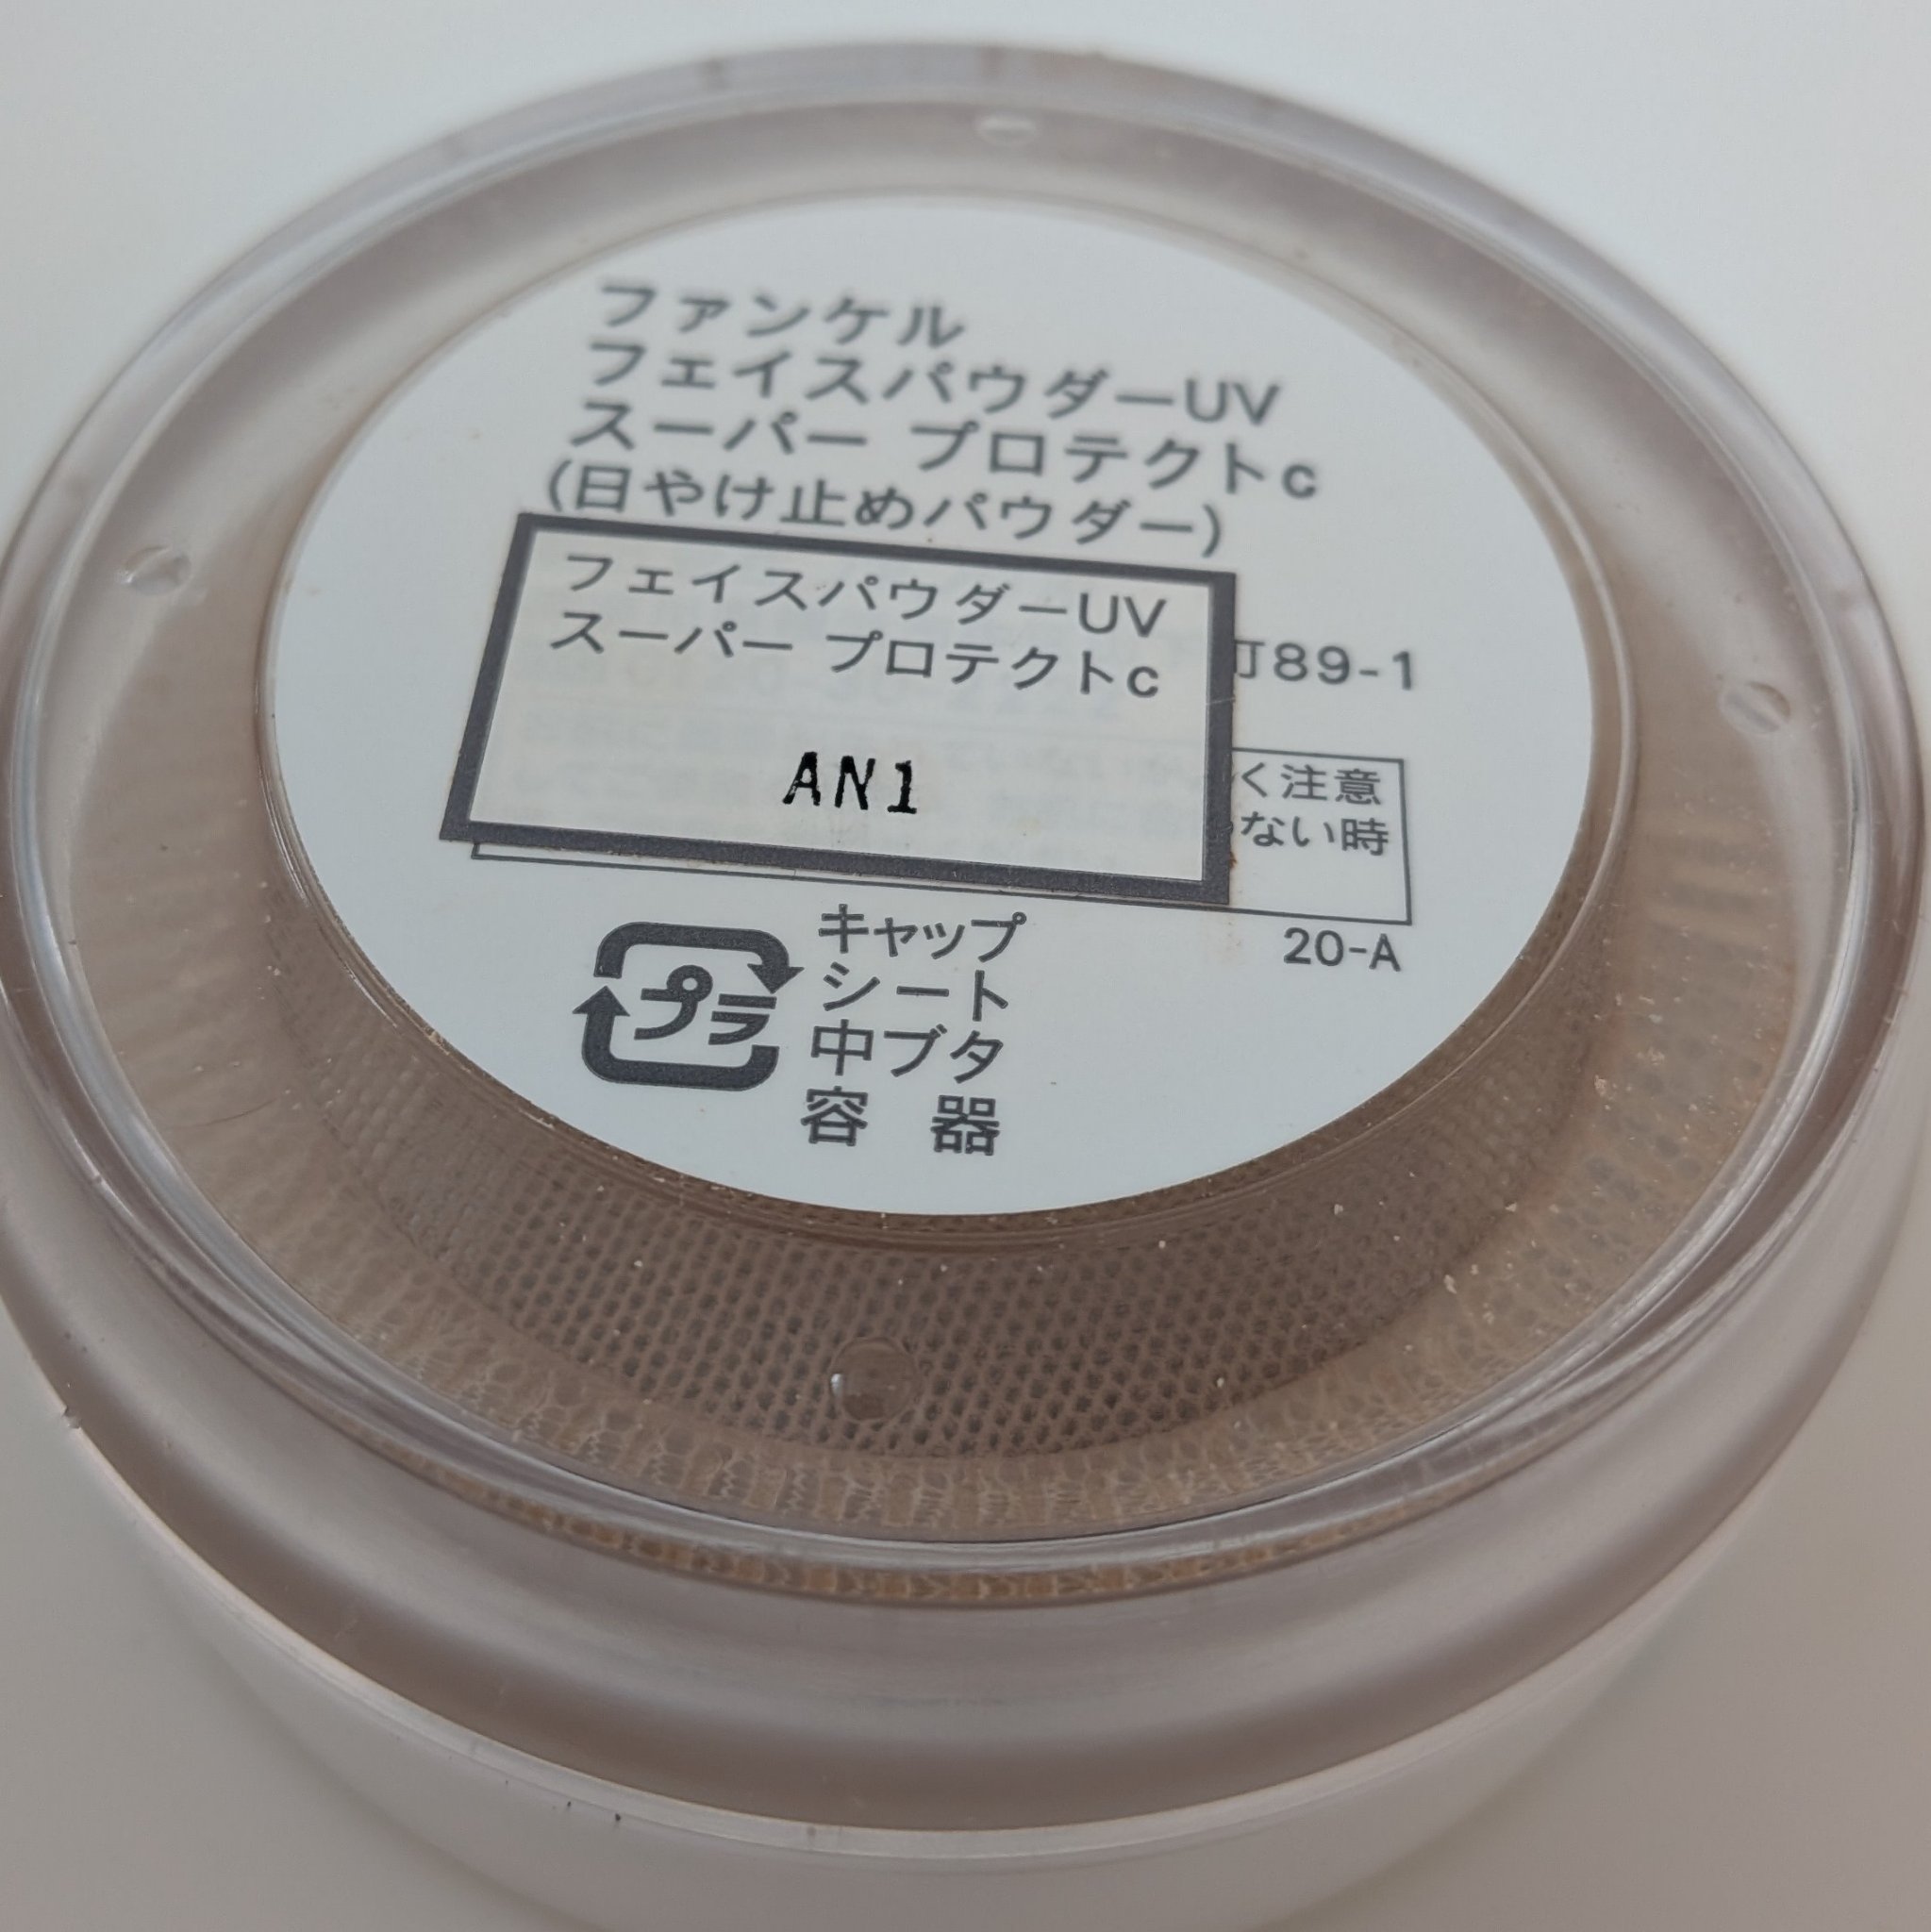 ファンケル
フェイスパウダーUV
スーパー プロテクトc
(日やけ止めパウダー)
フェイスパウダーUV
スーパー プロテクトc
AN1
町89-1
く注意
ない時
20-A
プラ
キャップ
シート
中ブタ
容 器